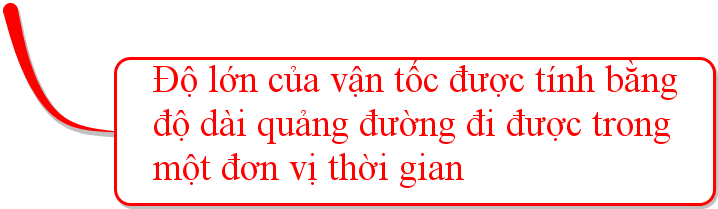 Độ lớn của vận tốc được tính bằng
độ dài quảng đường đi được trong
một đơn vị thời gian